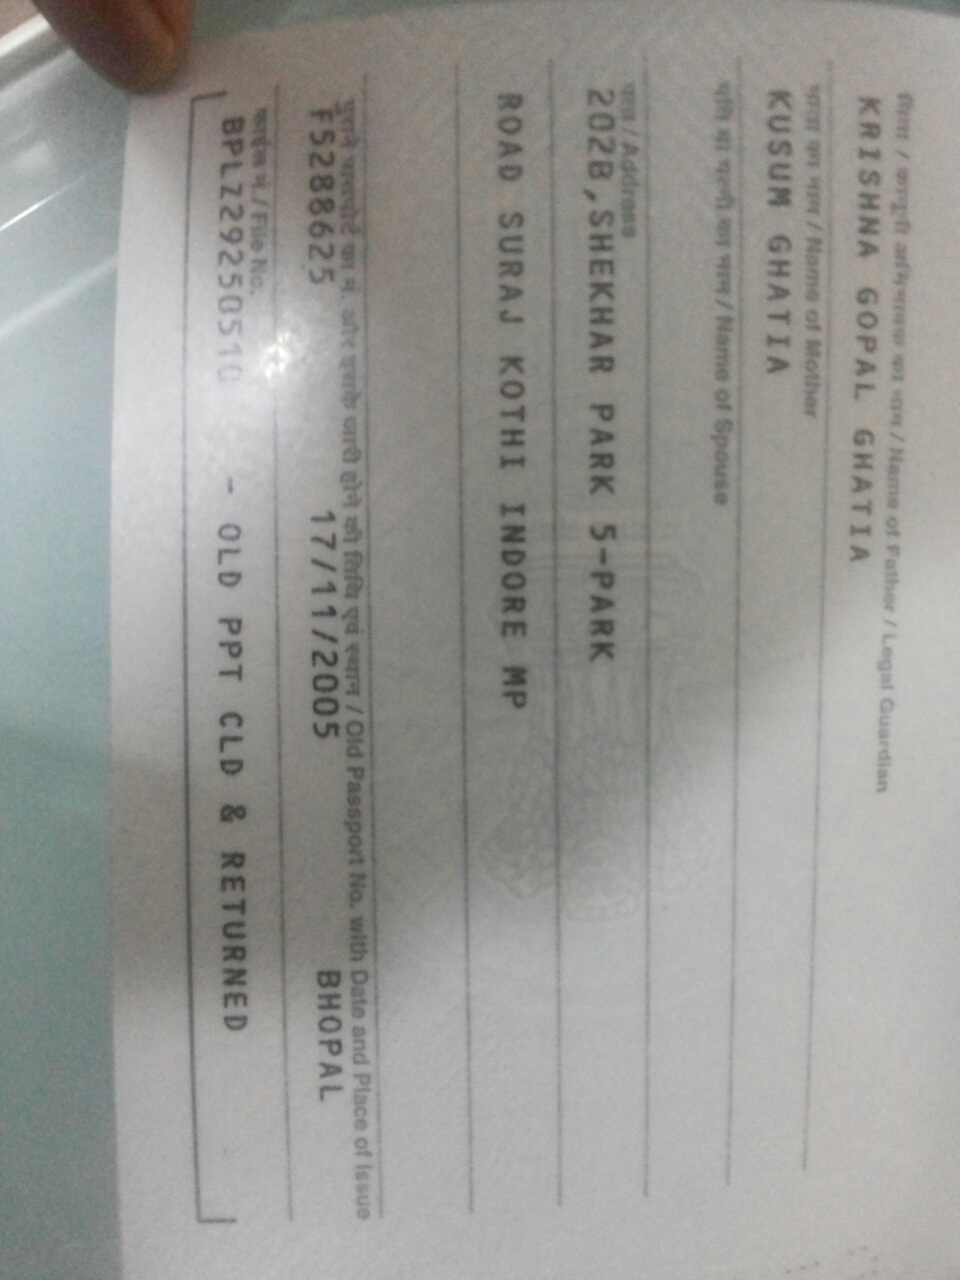 पिता / कानूनी अभिभावक का नाम / Name of Father / Legal Guardian
KRISHNA GOPAL GHATIA
माता का नाम / Name of Mother
KUSUM GHATIA
पति या पत्नी का नाम / Name of Spouse
पता / Address
202B,SHEKHAR PARK 5-PARK
ROAD SURAJ KOTHI INDORE MP
पुराने पासपोर्ट का नं. और इसके जारी होने की तिथि एवं स्थान / Old Passport No. with Date and Place of Issue
F5288625 17/11/2005 BHOPAL
फाईल नं. / File No.
- OLD PPT CLD & RETURNED